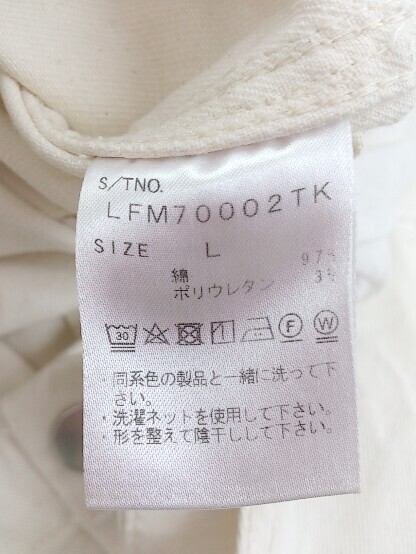 S/TNO.
LFM70002TK
SIZE L
綿 97%
ポリウレタン 3%
30 F W
・同系色の製品と一緒に洗って下
さい。
・洗濯ネットを使用して下さい。
・形を整えて陰干しして下さい。